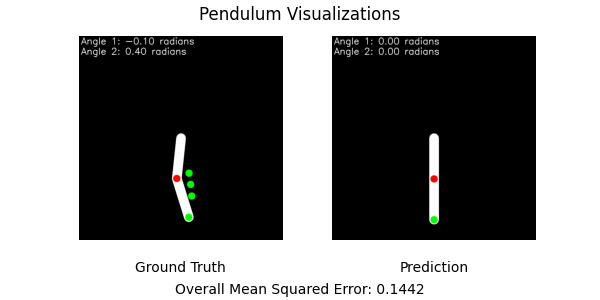 Pendulum Visualizations
Angle 1: -0.10 radians
Angle 2: 0.40 radians
Angle 1: 0.00 radians
Angle 2: 0.00 radians
Ground Truth
Prediction
Overall Mean Squared Error: 0.1442